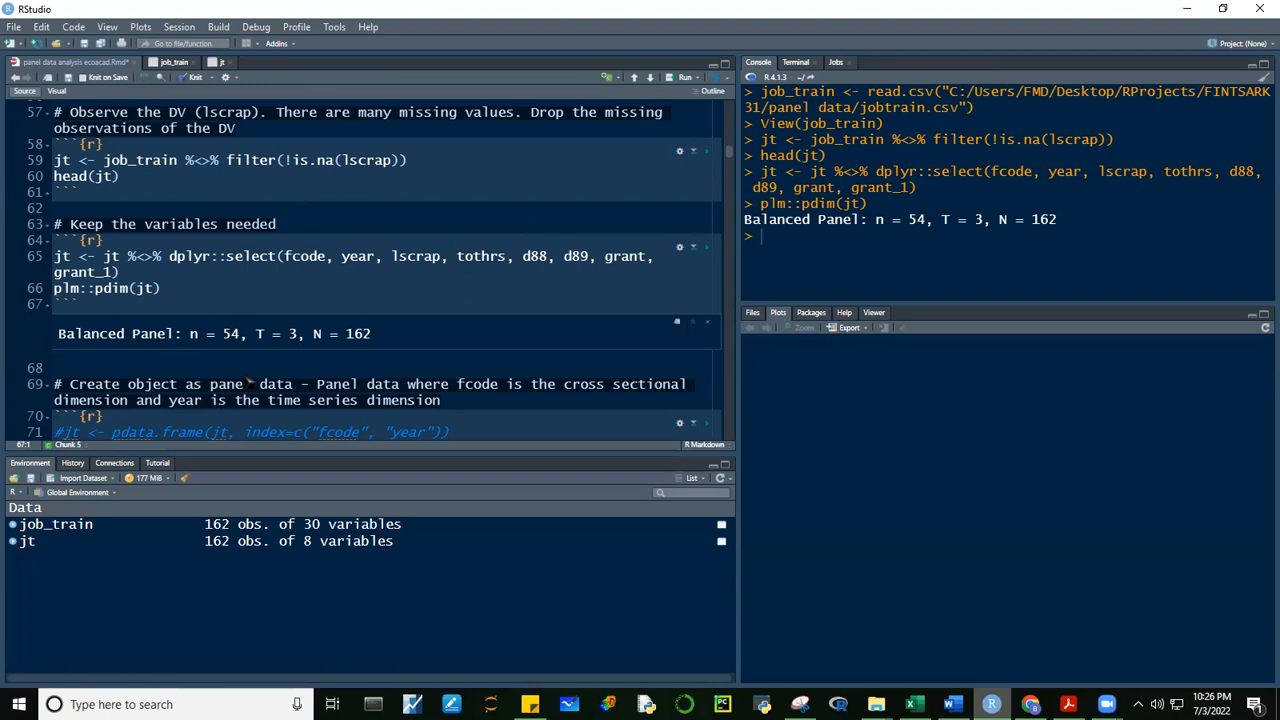 RStudio
File Edit Code View Plots Session Build Debug Profile Tools Help
Go to file/function Addins Project: (None)
panel data analysis ecoacad.Rmd* job_train jt
Knit on Save Knit Run
Source Visual Outline
57 # Observe the DV (lscrap). There are many missing values. Drop the missing
observations of the DV
58 ```{r}
59 jt <- job_train %<>% filter(!is.na(lscrap))
60 head(jt)
61 ```
62
63 # Keep the variables needed
64 ```{r}
65 jt <- jt %<>% dplyr::select(fcode, year, lscrap, tothrs, d88, d89, grant,
grant_1)
66 plm::pdim(jt)
67 ```
Balanced Panel: n = 54, T = 3, N = 162
68
69 # Create object as panel data - Panel data where fcode is the cross sectional
dimension and year is the time series dimension
70 ```{r}
71 #jt <- pdata.frame(jt, index=c("fcode", "year"))
67:1 Chunk 5 R Markdown
Environment History Connections Tutorial
Import Dataset 177 MiB List
R Global Environment
Data
job_train 162 obs. of 30 variables
jt 162 obs. of 8 variables
Console Terminal Jobs
R 4.1.3 · ~/
> job_train <- read.csv("C:/Users/FMD/Desktop/RProjects/FINTSARK
31/panel data/jobtrain.csv")
> View(job_train)
> jt <- job_train %<>% filter(!is.na(lscrap))
> head(jt)
> jt <- jt %<>% dplyr::select(fcode, year, lscrap, tothrs, d88,
d89, grant, grant_1)
> plm::pdim(jt)
Balanced Panel: n = 54, T = 3, N = 162
>
Files Plots Packages Help Viewer
Zoom Export
Type here to search
10:26 PM
7/3/2022